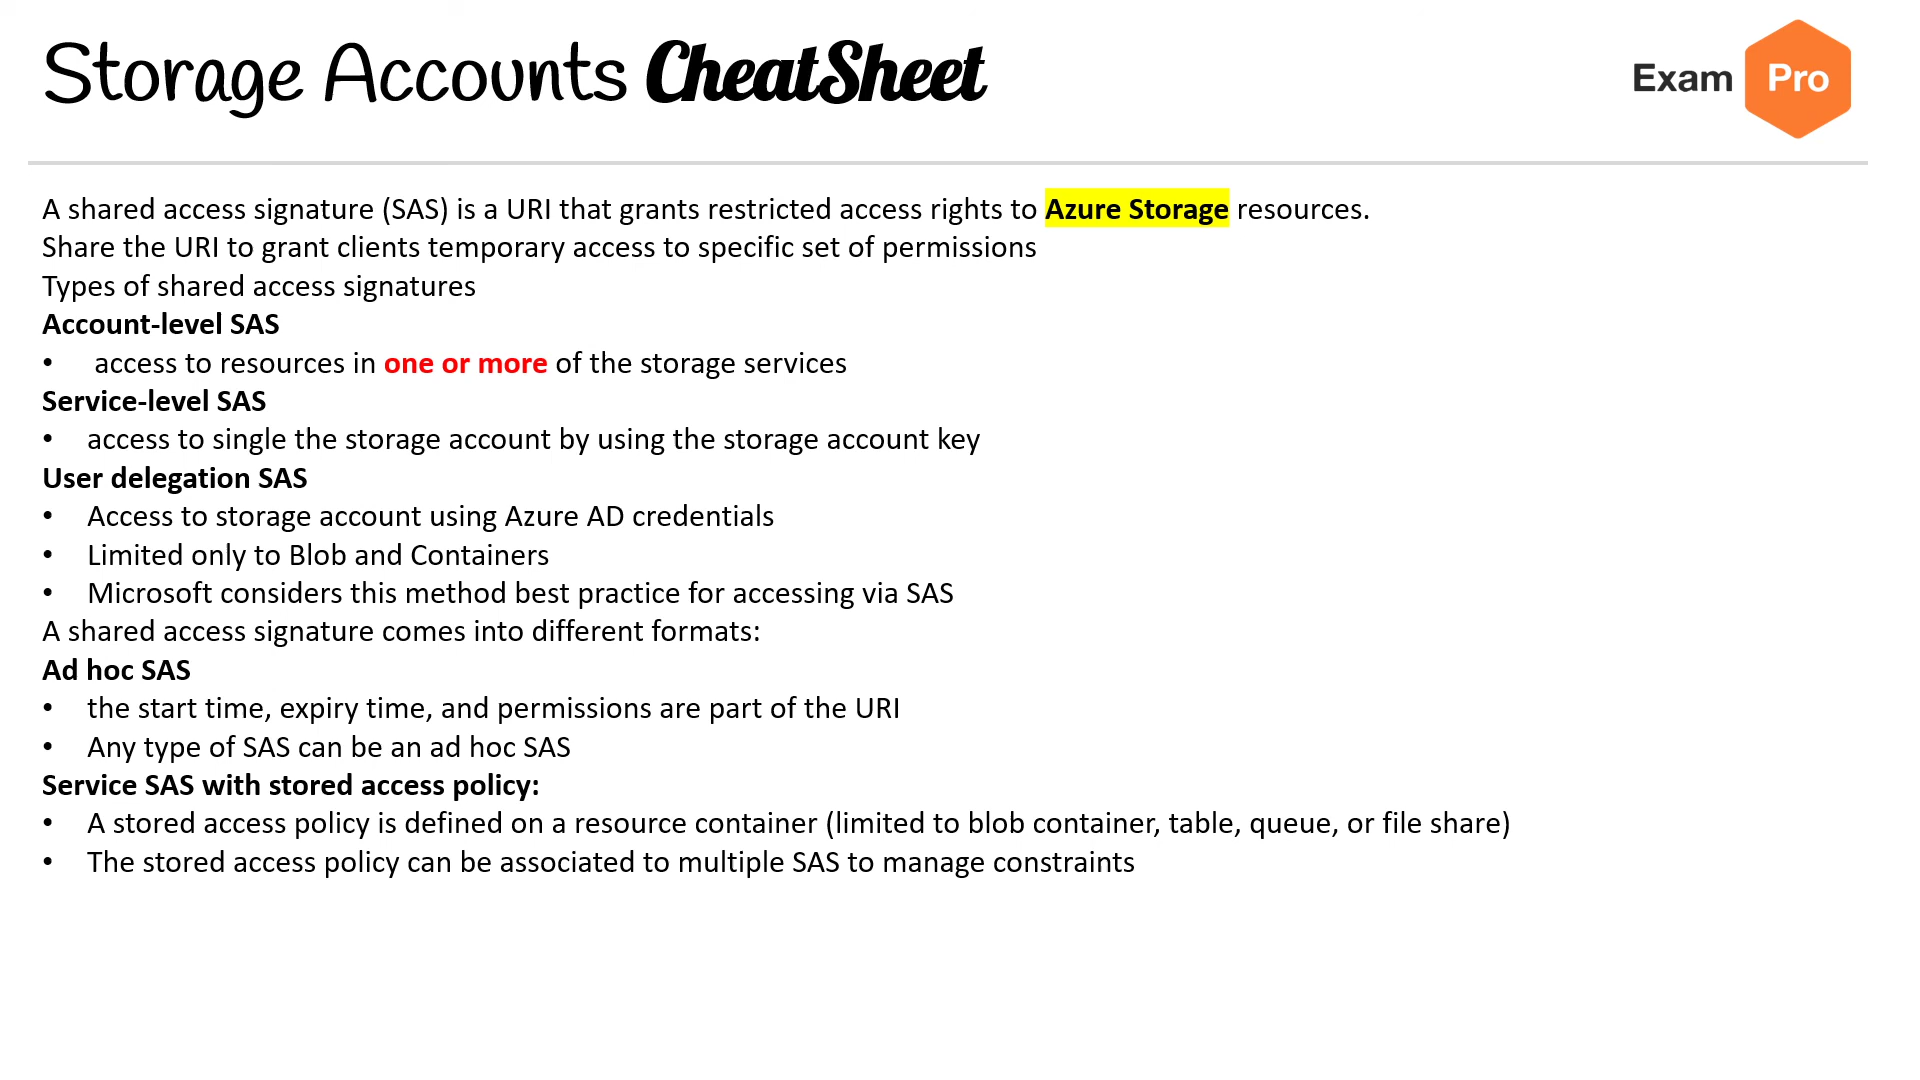 Storage Accounts CheatSheet
Exam Pro
A shared access signature (SAS) is a URI that grants restricted access rights to Azure Storage resources.
Share the URI to grant clients temporary access to specific set of permissions
Types of shared access signatures
Account-level SAS
• access to resources in one or more of the storage services
Service-level SAS
• access to single the storage account by using the storage account key
User delegation SAS
• Access to storage account using Azure AD credentials
• Limited only to Blob and Containers
• Microsoft considers this method best practice for accessing via SAS
A shared access signature comes into different formats:
Ad hoc SAS
• the start time, expiry time, and permissions are part of the URI
• Any type of SAS can be an ad hoc SAS
Service SAS with stored access policy:
• A stored access policy is defined on a resource container (limited to blob container, table, queue, or file share)
• The stored access policy can be associated to multiple SAS to manage constraints